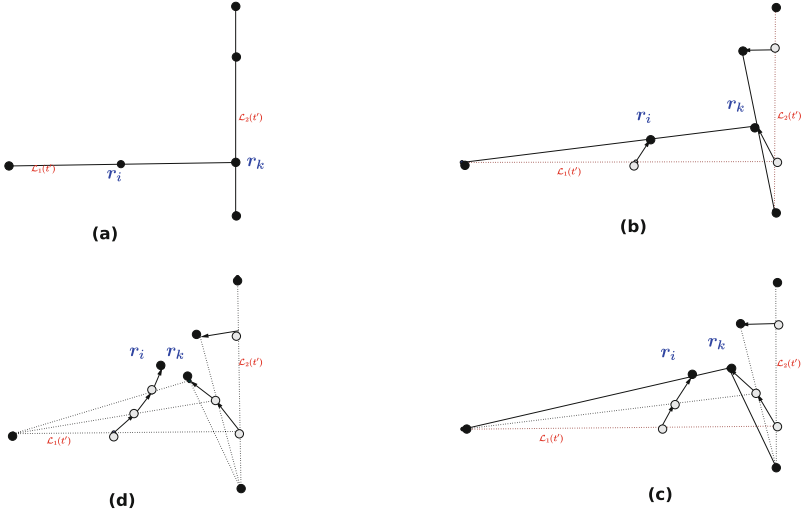 ℒ₂(t′)
ℒ₁(t′)
r_i
r_k
(a)
r_k
r_i
ℒ₂(t′)
ℒ₁(t′)
(b)
r_i
r_k
ℒ₂(t′)
ℒ₁(t′)
(d)
r_k
r_i
ℒ₂(t′)
ℒ₁(t′)
(c)